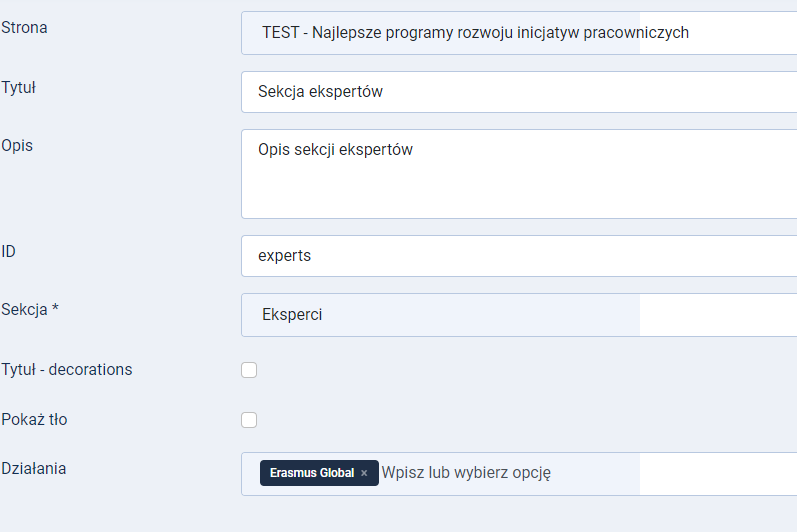 Strona
TEST - Najlepsze programy rozwoju inicjatyw pracowniczych
Tytuł
Sekcja ekspertów
Opis
Opis sekcji ekspertów
ID
experts
Sekcja *
Eksperci
Tytuł - decorations
Pokaż tło
Działania
Erasmus Global × Wpisz lub wybierz opcję